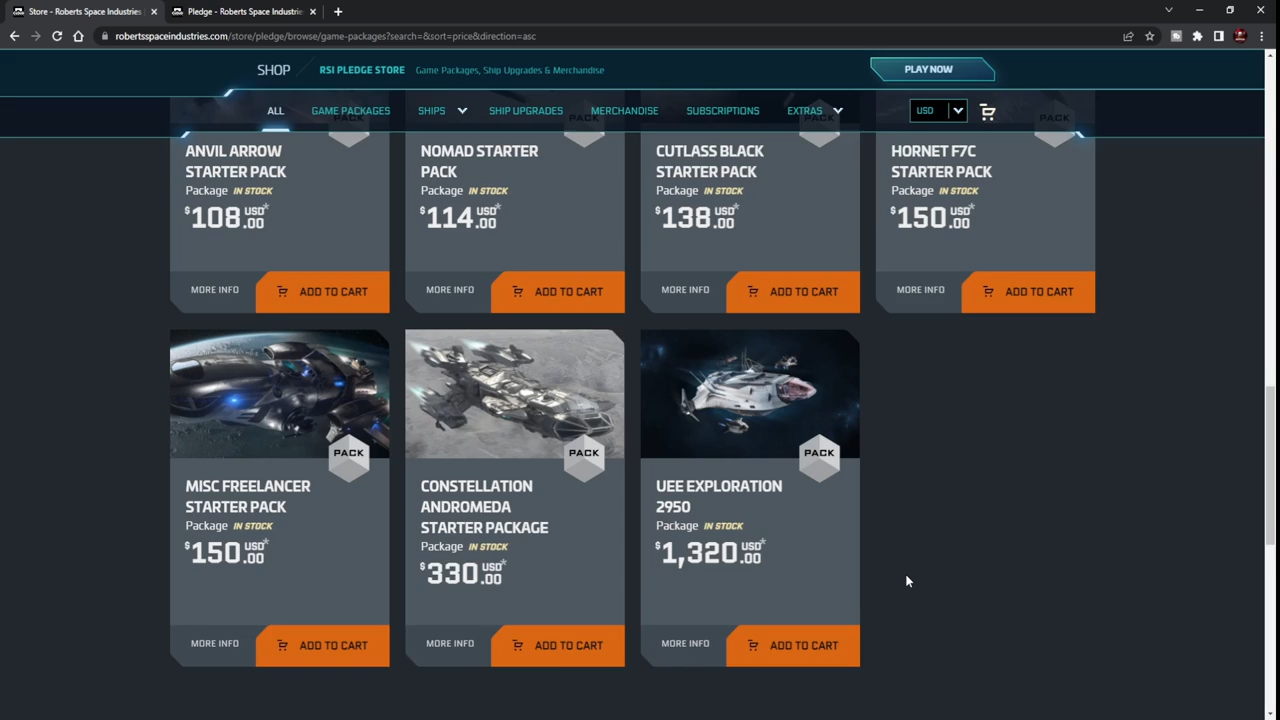 Store - Roberts Space Industries
Pledge - Roberts Space Industrie
robertsspaceindustries.com/store/pledge/browse/game-packages?search=&sort=price&direction=asc
SHOP
RSI PLEDGE STORE
Game Packages, Ship Upgrades & Merchandise
PLAY NOW
ALL
GAME PACKAGES
SHIPS
SHIP UPGRADES
MERCHANDISE
SUBSCRIPTIONS
EXTRAS
USD
PACK
PACK
PACK
PACK
ANVIL ARROW
STARTER PACK
Package IN STOCK
$108 USD* .00
MORE INFO
ADD TO CART
NOMAD STARTER
PACK
Package IN STOCK
$114 USD* .00
MORE INFO
ADD TO CART
CUTLASS BLACK
STARTER PACK
Package IN STOCK
$138 USD* .00
MORE INFO
ADD TO CART
HORNET F7C
STARTER PACK
Package IN STOCK
$150 USD* .00
MORE INFO
ADD TO CART
PACK
MISC FREELANCER
STARTER PACK
Package IN STOCK
$150 USD* .00
MORE INFO
ADD TO CART
PACK
CONSTELLATION
ANDROMEDA
STARTER PACKAGE
Package IN STOCK
$330 USD* .00
MORE INFO
ADD TO CART
PACK
UEE EXPLORATION
2950
Package IN STOCK
$1,320 USD* .00
MORE INFO
ADD TO CART